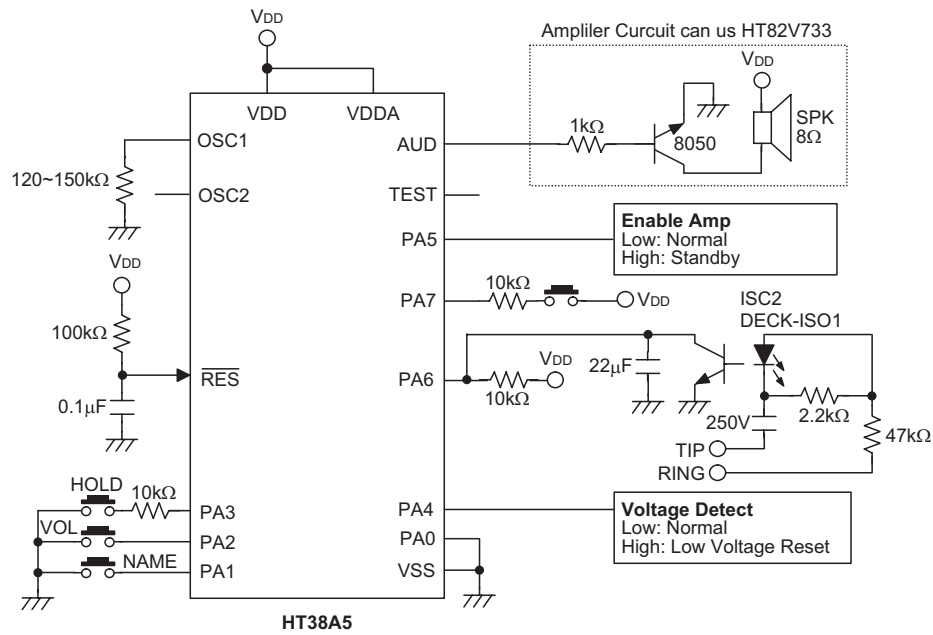 VDD
Ampliler Curcuit can us HT82V733
VDD
SPK
8Ω
1kΩ
8050
VDD
VDDA
OSC1
AUD
120~150kΩ
OSC2
TEST
Enable Amp
Low: Normal
High: Standby
PA5
VDD
10kΩ
PA7
VDD
ISC2
DECK-ISO1
100kΩ
RES
PA6
VDD
10kΩ
22μF
0.1μF
250V
2.2kΩ
47kΩ
TIP
RING
HOLD
10kΩ
PA3
VOL
PA2
NAME
PA1
PA4
Voltage Detect
Low: Normal
High: Low Voltage Reset
PA0
VSS
HT38A5